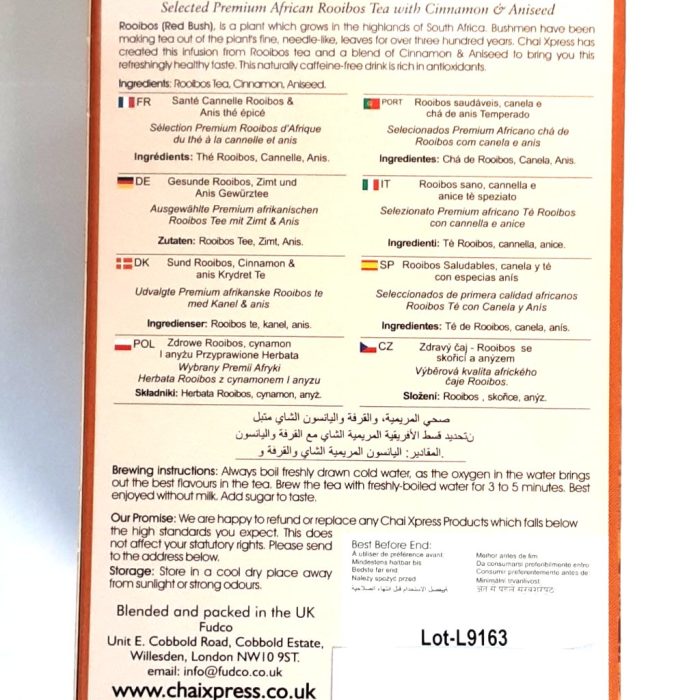 Selected Premium African Rooibos Tea with Cinnamon & Aniseed
Rooibos (Red Bush), is a plant which grows in the highlands of South Africa. Bushmen have been
making tea out of the plant's fine, needle-like, leaves for over three hundred years. Chai Xpress has
created this infusion from Rooibos tea and a blend of Cinnamon & Aniseed to bring you this
refreshingly healthy taste. This naturally caffeine-free drink is rich in antioxidants.
Ingredients: Rooibos Tea, Cinnamon, Aniseed.
FR Santé Cannelle Rooibos &
Anis thé épicé
Sélection Premium Rooibos d'Afrique
du thé à la cannelle et anis
Ingrédients: Thé Rooibos, Cannelle, Anis.
PORT Rooibos saudáveis, canela e
chá de anis Temperado
Selecionados Premium Africano chá de
Rooibos com canela e anis
Ingredientes: Chá de Rooibos, Canela, Anis.
DE Gesunde Rooibos, Zimt und
Anis Gewürztee
Ausgewählte Premium afrikanischen
Rooibos Tee mit Zimt & Anis
Zutaten: Rooibos Tee, Zimt, Anis.
IT Rooibos sano, cannella e
anice tè speziato
Selezionato Premium africano Tè Rooibos
con cannella e anice
Ingredienti: Tè Rooibos, cannella, anice.
DK Sund Rooibos, Cinnamon &
anis Krydret Te
Udvalgte Premium afrikanske Rooibos te
med Kanel & anis
Ingredienser: Rooibos te, kanel, anis.
SP Rooibos Saludables, canela y té
con especias anís
Seleccionados de primera calidad africanos
Rooibos Té con Canela y Anis
Ingredientes: Té de Rooibos, canela, anís.
POL Zdrowe Rooibos, cynamon
I anyżu Przyprawione Herbata
Wybrany Premii Afryki
Herbata Rooibos z cynamonem I anyzu
Składniki: Herbata Rooibos, cynamon, anyż.
CZ Zdravý čaj - Rooibos se
skořicí a anýzem
Výběrová kvalita afrického
čaje Rooibos.
Složení: Rooibos , skořice, anýz.
صحي المريمية، والقرفة واليانسون الشاي متبل
تحديد قسط الأفريقية المريمية الشاي مع القرفة واليانسون
المقادير: اليانسون المريمية الشاي والقرفة و.
Brewing instructions: Always boil freshly drawn cold water, as the oxygen in the water brings
out the best flavours in the tea. Brew the tea with freshly-boiled water for 3 to 5 minutes. Best
enjoyed without milk. Add sugar to taste.
Our Promise: We are happy to refund or replace any Chai Xpress Products which falls below
the high standards you expect. This does
not affect your statutory rights. Please send
to the address below.
Storage: Store in a cool dry place away
from sunlight or strong odours.
Blended and packed in the UK
Fudco
Unit E. Cobbold Road, Cobbold Estate,
Willesden, London NW10 9ST.
email: info@fudco.co.uk
www.chaixpress.co.uk
Best Before End:
A utiliser de préférence avant
Mindestens haltbar bis
Bedste før end
Należy spożyć przed
Melhor antes de fim
Da consumarsi preferibilmente entro
Consumir preferentemente antes de
Minimální trvanlivost
Lot-L9163